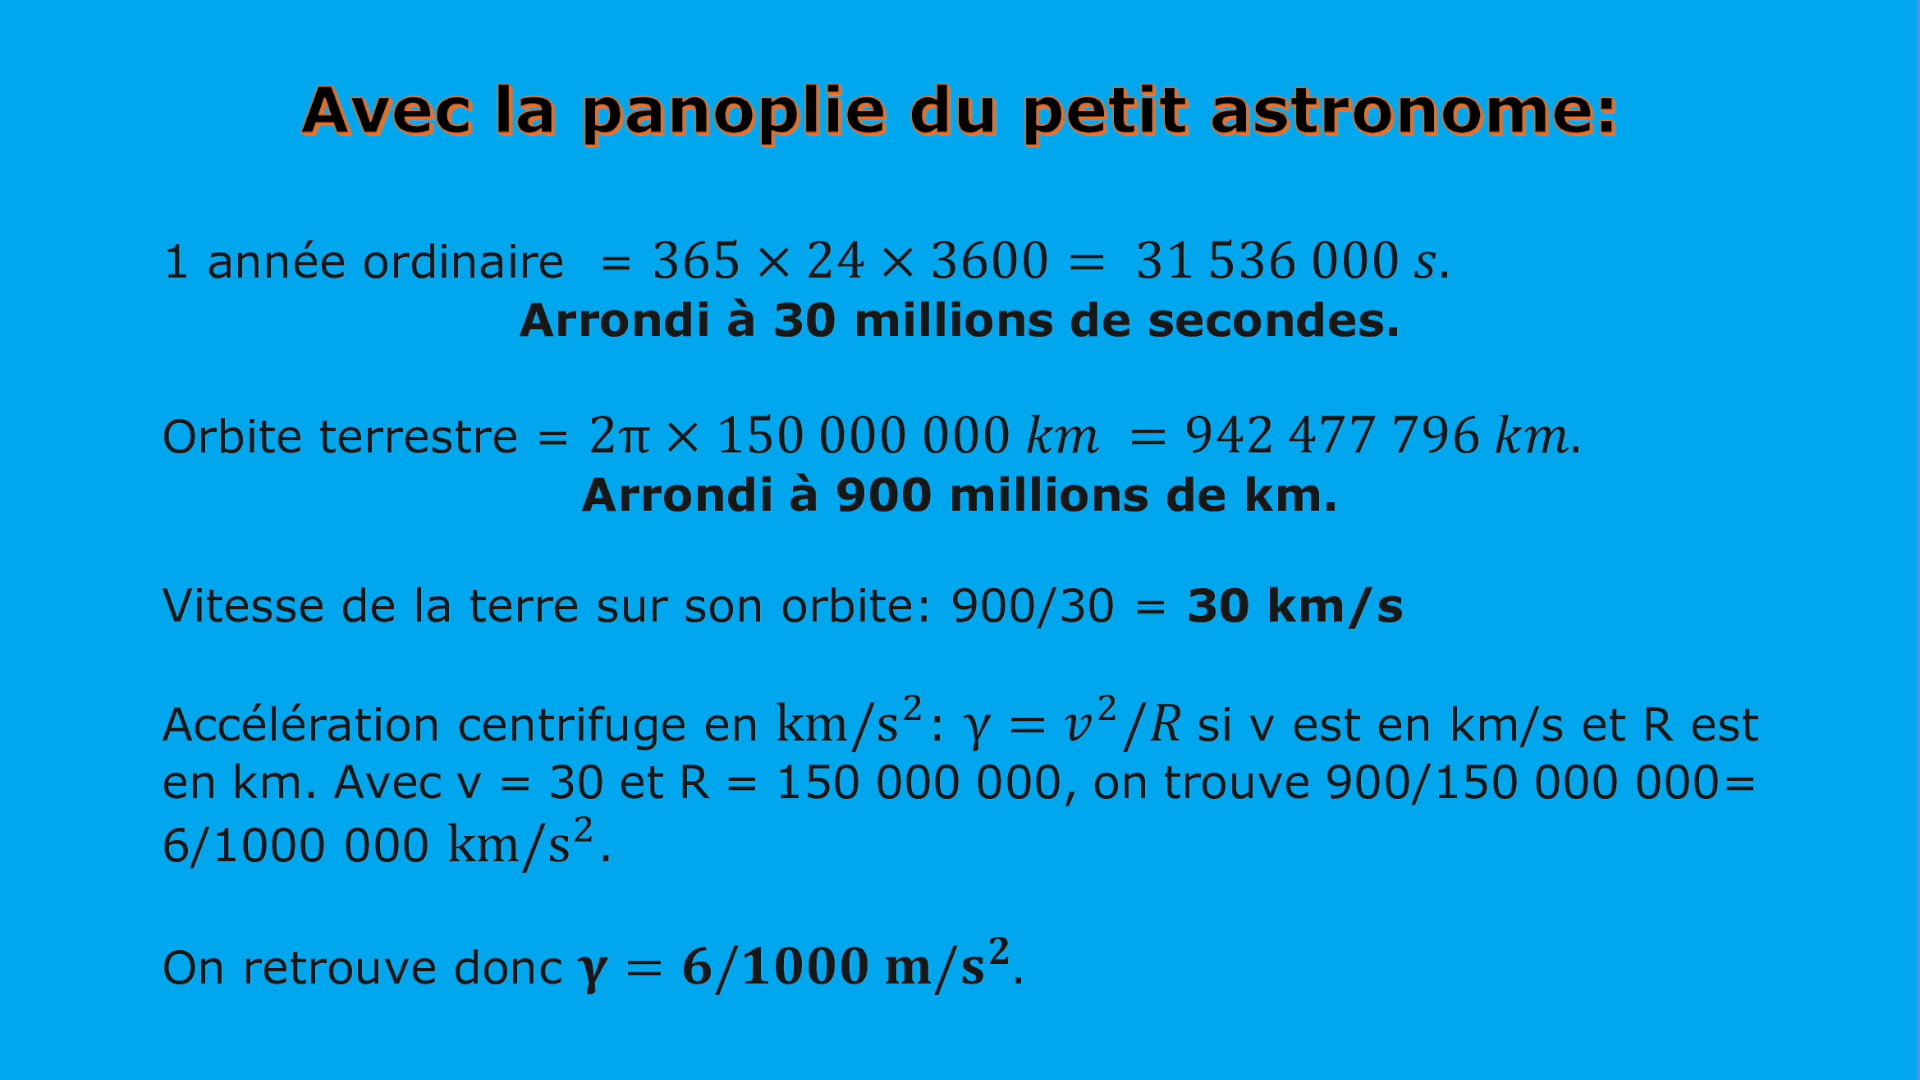 Avec la panoplie du petit astronome:
1 année ordinaire = 365 × 24 × 3600 = 31 536 000 s.
Arrondi à 30 millions de secondes.
Orbite terrestre = 2π × 150 000 000 km = 942 477 796 km.
Arrondi à 900 millions de km.
Vitesse de la terre sur son orbite: 900/30 = 30 km/s
Accélération centrifuge en km/s²: γ = v²/R si v est en km/s et R est
en km. Avec v = 30 et R = 150 000 000, on trouve 900/150 000 000=
6/1000 000 km/s².
On retrouve donc γ = 6/1000 m/s².